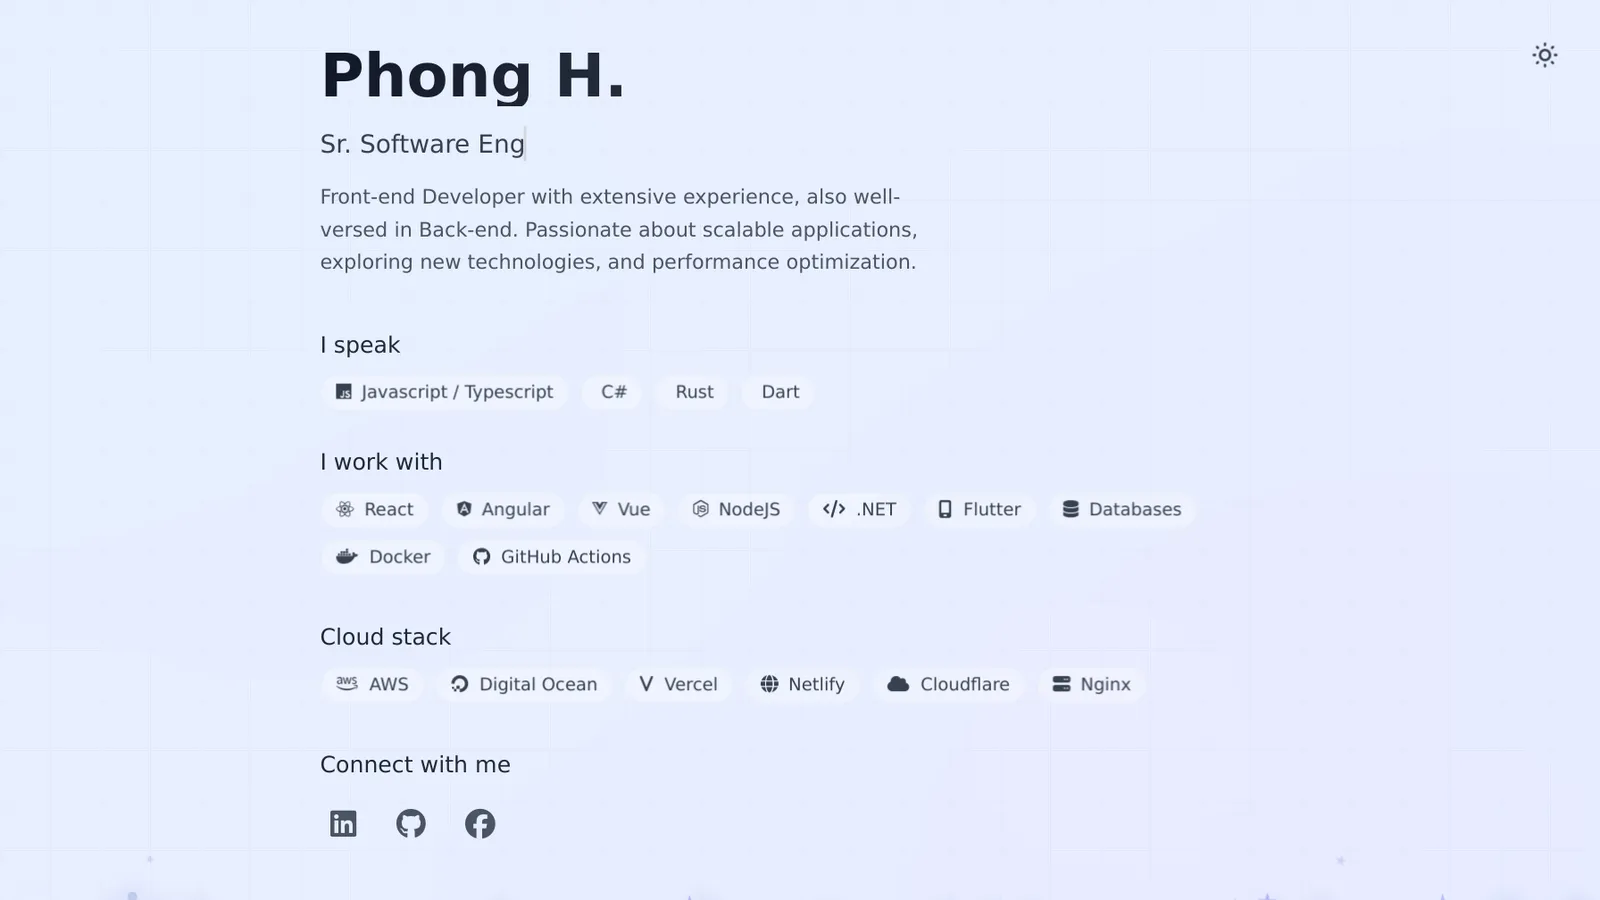 Phong H.
Sr. Software Eng
Front-end Developer with extensive experience, also well-
versed in Back-end. Passionate about scalable applications,
exploring new technologies, and performance optimization.
I speak
JS Javascript / Typescript C# Rust Dart
I work with
React Angular Vue NodeJS .NET Flutter Databases
Docker GitHub Actions
Cloud stack
aws AWS Digital Ocean Vercel Netlify Cloudflare Nginx
Connect with me
in